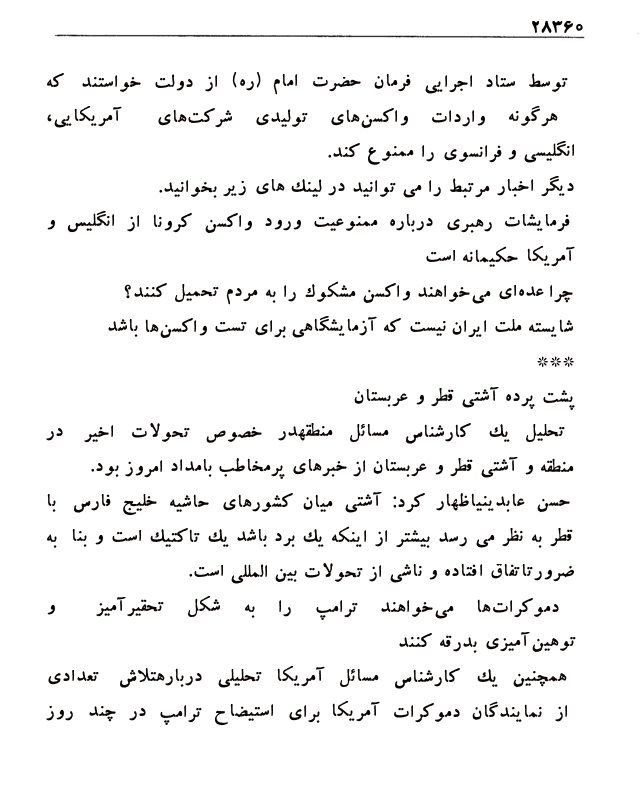 ۲۸۳۶۰
توسط ستاد اجرایی فرمان حضرت امام (ره) از دولت خواستند که
هرگونه واردات واکسن‌های تولیدی شرکت‌های آمریکایی،
انگلیسی و فرانسوی را ممنوع کند.
دیگر اخبار مرتبط را می توانید در لینك های زیر بخوانید.
فرمایشات رهبری درباره ممنوعیت ورود واکسن کرونا از انگلیس و
آمریکا حکیمانه است
چرا عده‌ای می‌خواهند واکسن مشکوك را به مردم تحمیل کنند؟
شایسته ملت ایران نیست که آزمایشگاهی برای تست واکسن‌ها باشد
***
پشت پرده آشتی قطر و عربستان
تحلیل یك کارشناس مسائل منطقهدر خصوص تحولات اخیر در
منطقه و آشتی قطر و عربستان از خبرهای پرمخاطب بامداد امروز بود.
حسن عابدینیاظهار کرد: آشتی میان کشورهای حاشیه خلیج فارس با
قطر به نظر می رسد بیشتر از اینکه یك برد باشد یك تاکتیك است و بنا به
ضرورتاتفاق افتاده و ناشی از تحولات بین المللی است.
دموکرات‌ها می‌خواهند ترامپ را به شکل تحقیرآمیز و
توهین‌آمیزی بدرقه کنند
همچنین یك کارشناس مسائل آمریکا تحلیلی دربارهتلاش تعدادی
از نمایندگان دموکرات آمریکا برای استیضاح ترامپ در چند روز